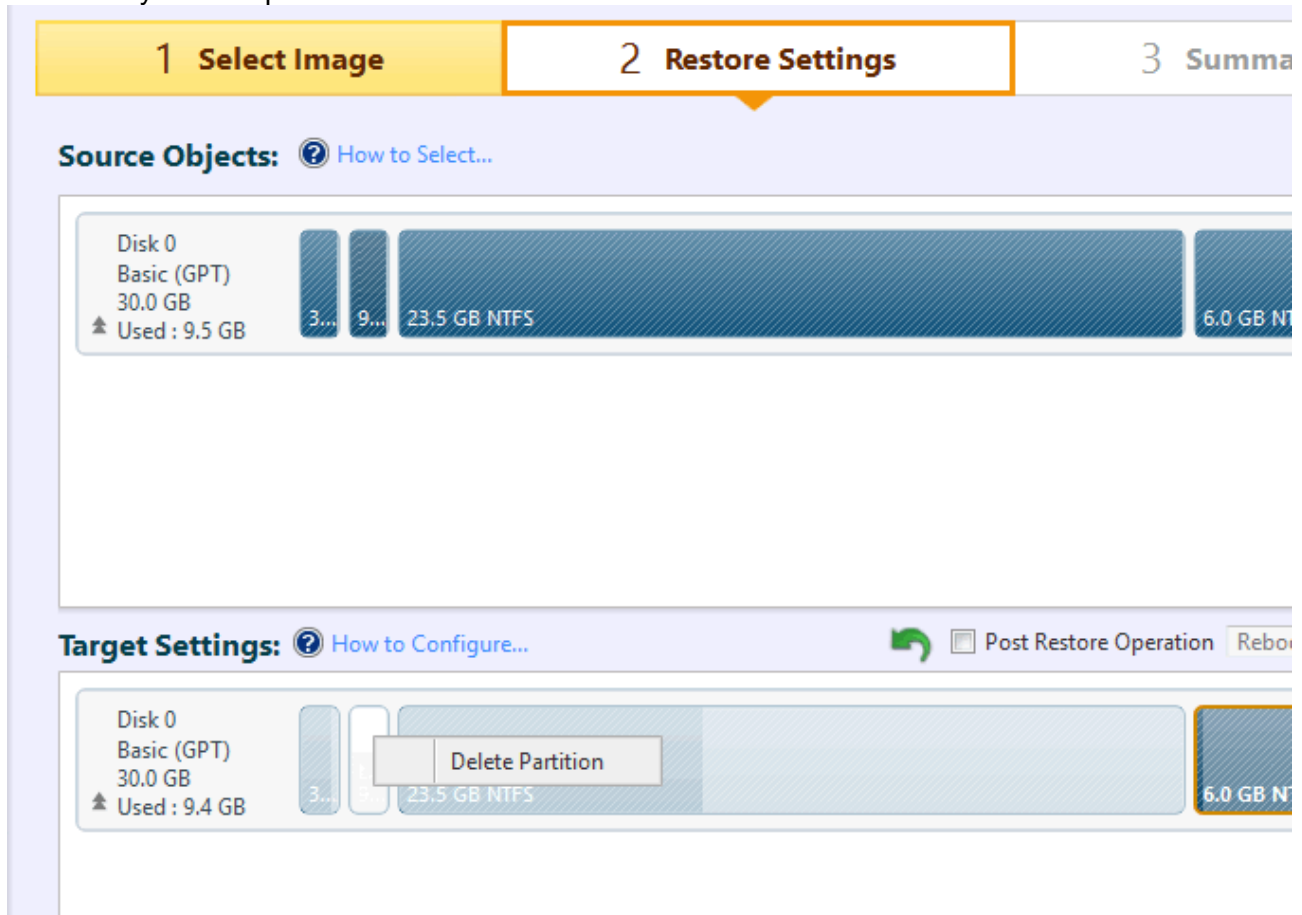 1 Select Image
2 Restore Settings
3 Summa
Source Objects: ? How to Select...
Disk 0
Basic (GPT)
30.0 GB
Used : 9.5 GB
3...
9...
23.5 GB NTFS
6.0 GB NT
Target Settings: ? How to Configure...
Post Restore Operation
Reboo
Disk 0
Basic (GPT)
30.0 GB
Used : 9.4 GB
Delete Partition
3...
9...
23.5 GB NTFS
6.0 GB NT